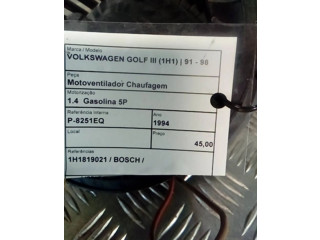 Marca / Modelo
VOLKSWAGEN GOLF III (1H1) | 91 - 98
Peça
Motoventilador Chaufagem
Motorização
1.4 Gasolina 5P
Referência Interna Ano
P-8251EQ 1994
Local Preço
45,00
Referências
1H1819021 / BOSCH /